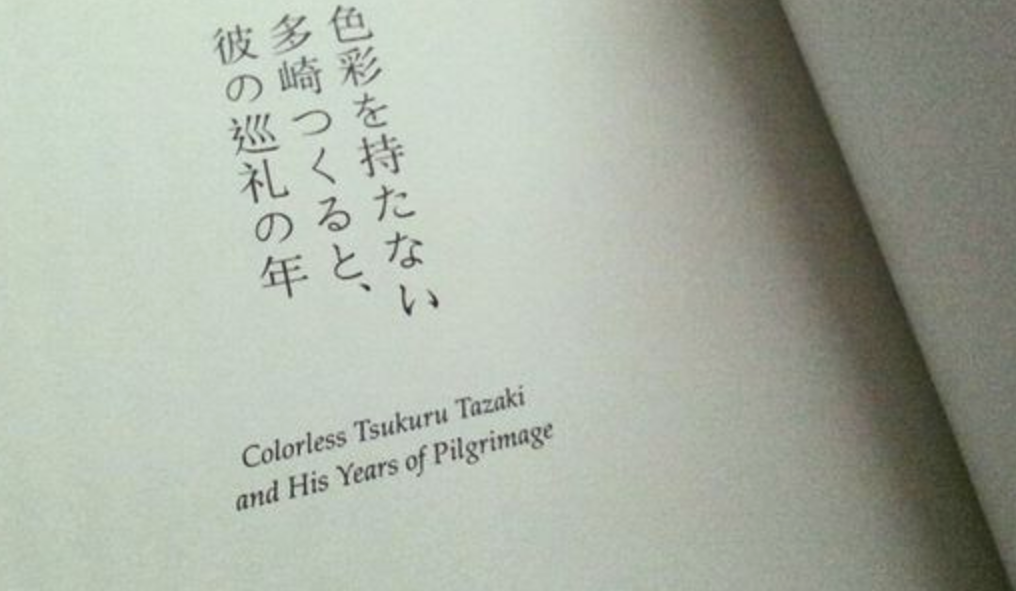 色彩を持たない
多崎つくると、
彼の巡礼の年
Colorless Tsukuru Tazaki
and His Years of Pilgrimage